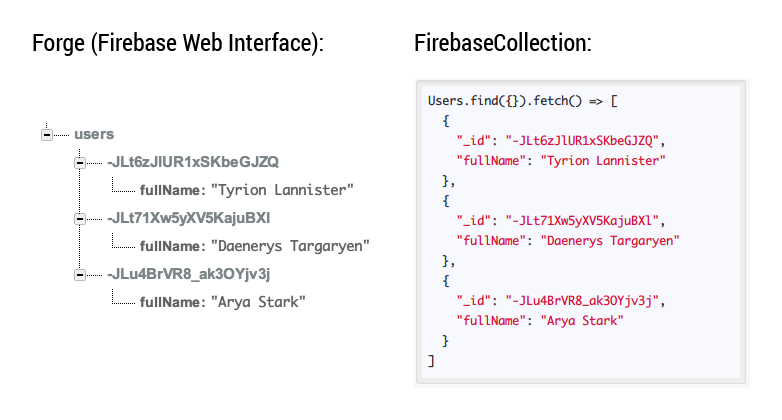 Forge (Firebase Web Interface):
users
-JLt6zJlUR1xSKbeGJZQ
fullName: "Tyrion Lannister"
-JLt71Xw5yXV5KajuBXl
fullName: "Daenerys Targaryen"
-JLu4BrVR8_ak3OYjv3j
fullName: "Arya Stark"
FirebaseCollection:
Users.find({}).fetch() => [
{
"_id": "-JLt6zJlUR1xSKbeGJZQ",
"fullName": "Tyrion Lannister"
},
{
"_id": "-JLt71Xw5yXV5KajuBXl",
"fullName": "Daenerys Targaryen"
},
{
"_id": "-JLu4BrVR8_ak3OYjv3j",
"fullName": "Arya Stark"
}
]